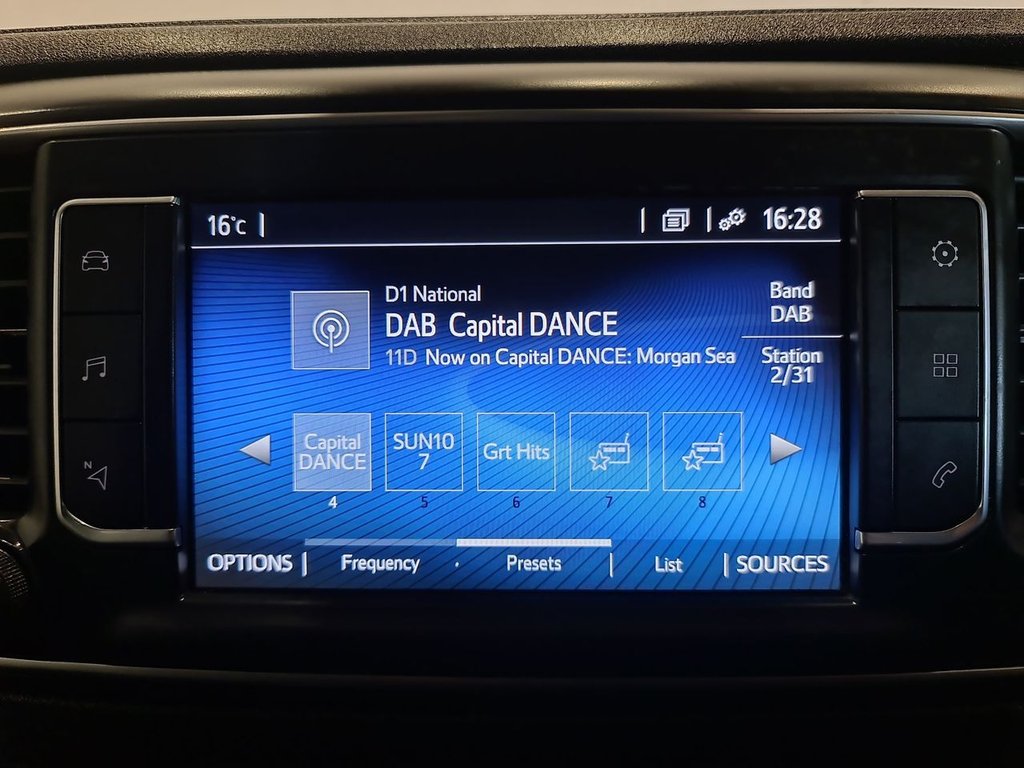 16°C
16:28
D1 National
DAB Capital DANCE
11D Now on Capital DANCE: Morgan Sea
Band
DAB
Station
2/31
Capital
DANCE
SUN10
7
Grt Hits
4
5
6
7
8
N
OPTIONS
Frequency
Presets
List
SOURCES